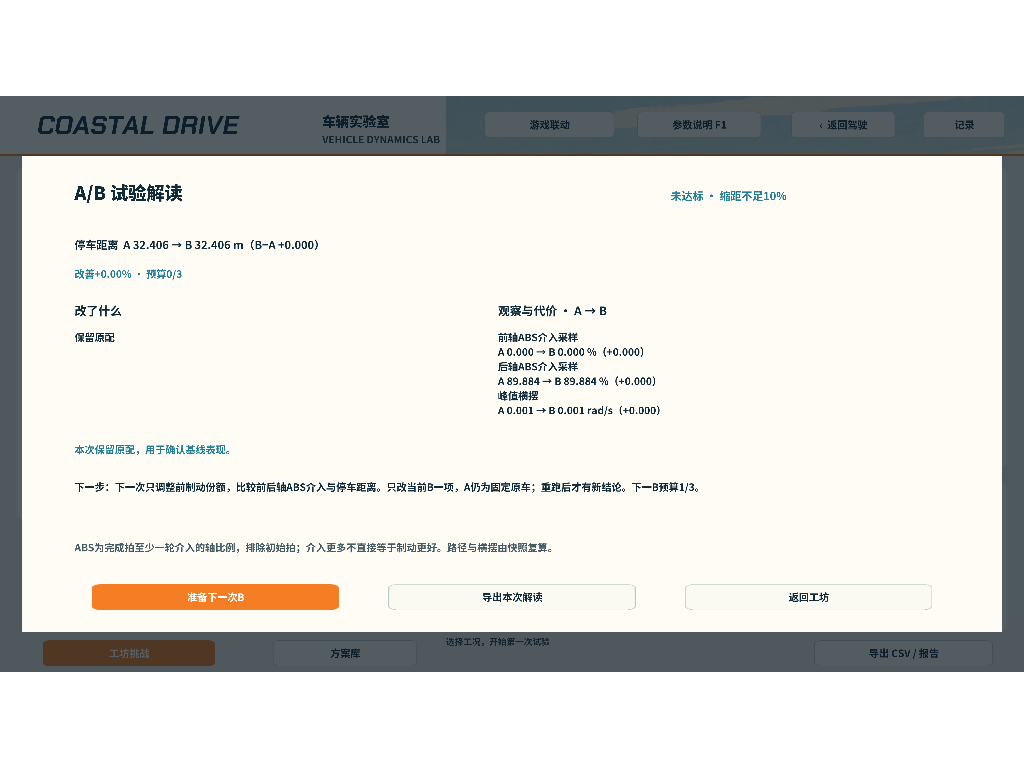 COASTAL DRIVE
车辆实验室
VEHICLE DYNAMICS LAB
游戏联动
参数说明 F1
‹ 返回驾驶
记录
A/B 试验解读
未达标 · 缩距不足10%
停车距离 A 32.406 → B 32.406 m（B−A +0.000）
改善+0.00% · 预算0/3
改了什么
保留原配
观察与代价 · A → B
前轴ABS介入采样
A 0.000 → B 0.000 %（+0.000）
后轴ABS介入采样
A 89.884 → B 89.884 %（+0.000）
峰值横摆
A 0.001 → B 0.001 rad/s（+0.000）
本次保留原配，用于确认基线表现。
下一步：下一次只调整前制动份额，比较前后轴ABS介入与停车距离。只改当前B一项，A仍为固定原车；重跑后才有新结论。下一B预算1/3。
ABS为完成拍至少一轮介入的轴比例，排除初始拍；介入更多不直接等于制动更好。路径与横摆由快照复算。
准备下一次B
导出本次解读
返回工坊
选择工况，开始第一次试验
工坊挑战
方案库
导出 CSV / 报告